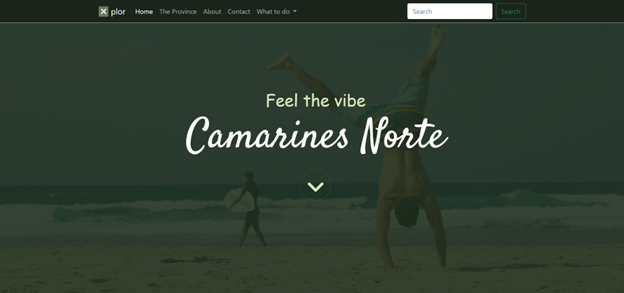 X plor Home The Province About Contact What to do Search Search
Feel the vibe
Camarines Norte